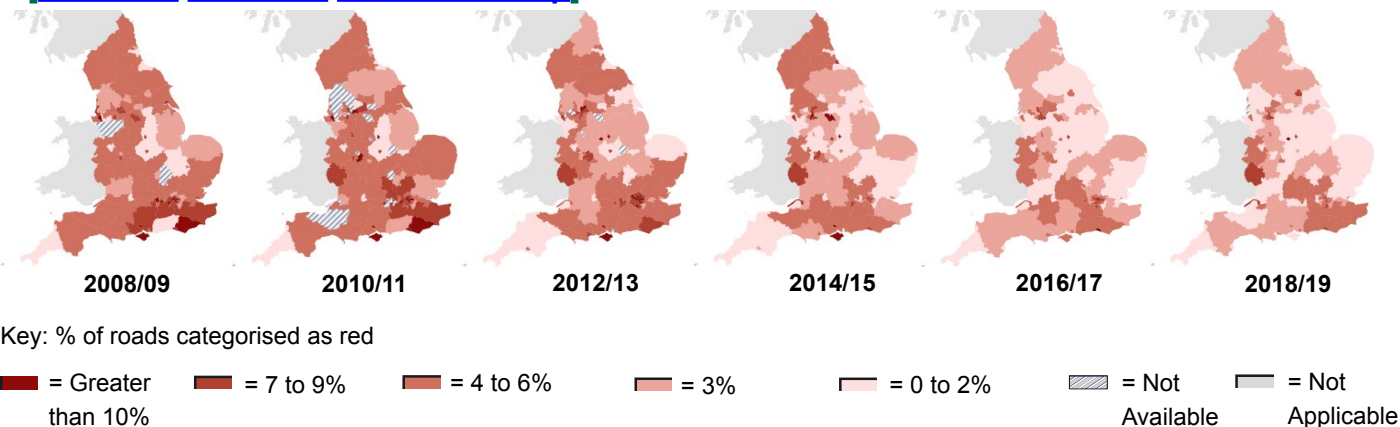 2008/09 2010/11 2012/13 2014/15 2016/17 2018/19
Key: % of roads categorised as red
= Greater than 10%
= 7 to 9%
= 4 to 6%
= 3%
= 0 to 2%
= Not Available
= Not Applicable